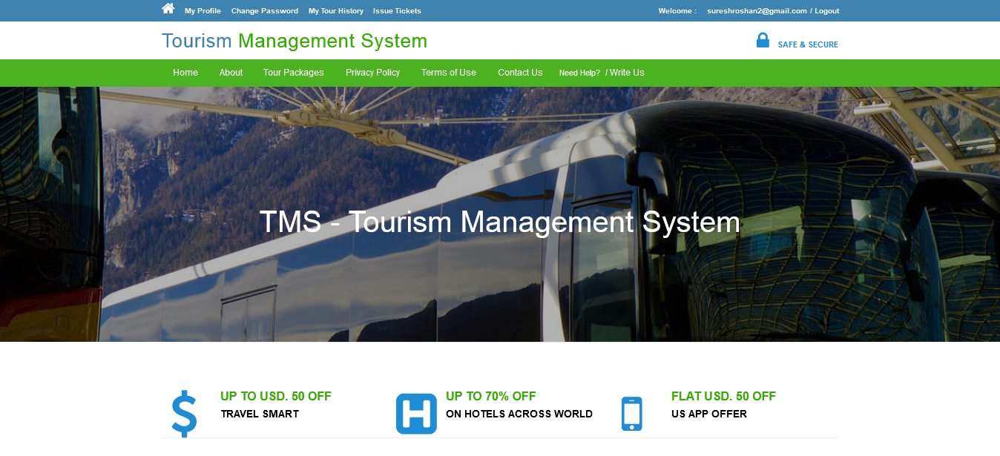 My Profile Change Password My Tour History Issue Tickets Welcome : sureshroshan2@gmail.com / Logout
Tourism Management System SAFE & SECURE
Home About Tour Packages Privacy Policy Terms of Use Contact Us Need Help? / Write Us
TMS - Tourism Management System
UP TO USD. 50 OFF
TRAVEL SMART
H
UP TO 70% OFF
ON HOTELS ACROSS WORLD
FLAT USD. 50 OFF
US APP OFFER